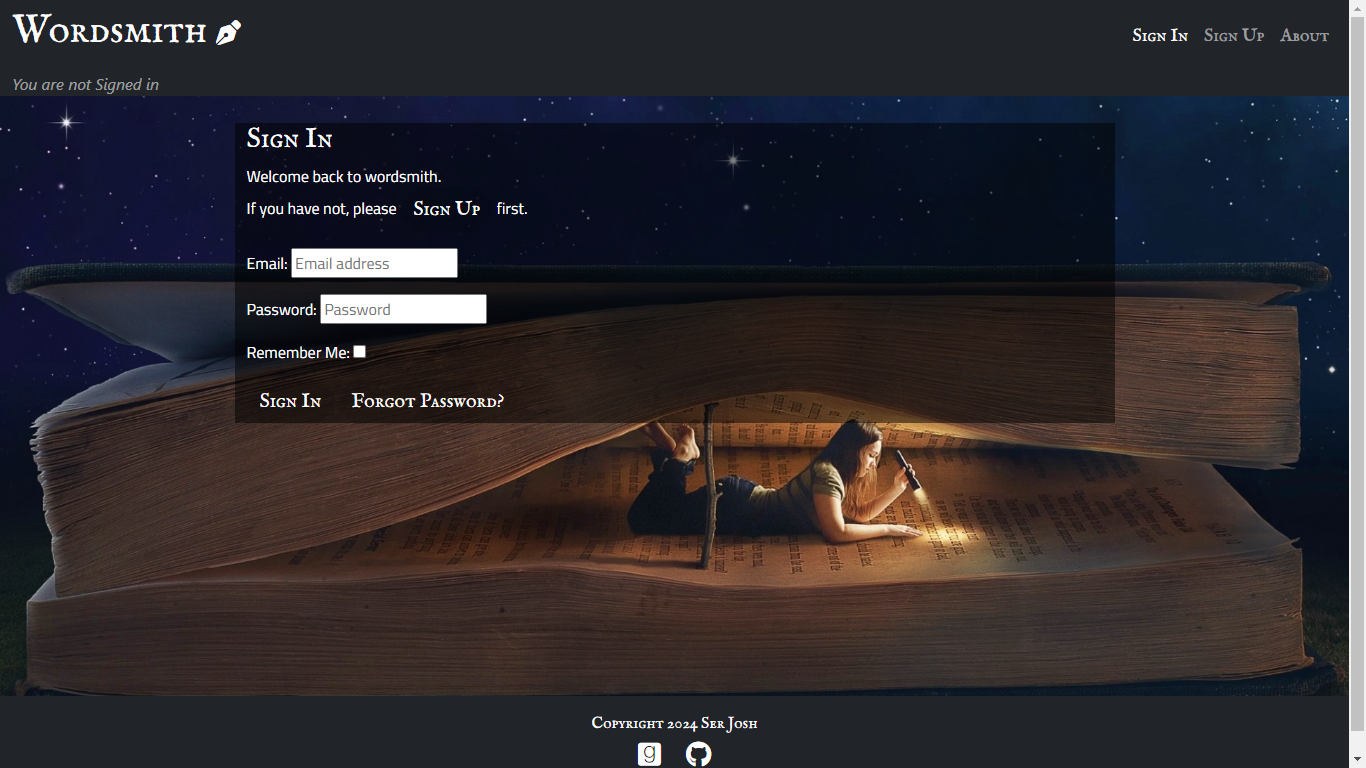 Wordsmith
Sign In Sign Up About
You are not Signed in
Sign In
Welcome back to wordsmith.
If you have not, please Sign Up first.
Email: Email address
Password: Password
Remember Me:
Sign In Forgot Password?
Copyright 2024 Ser Josh
g